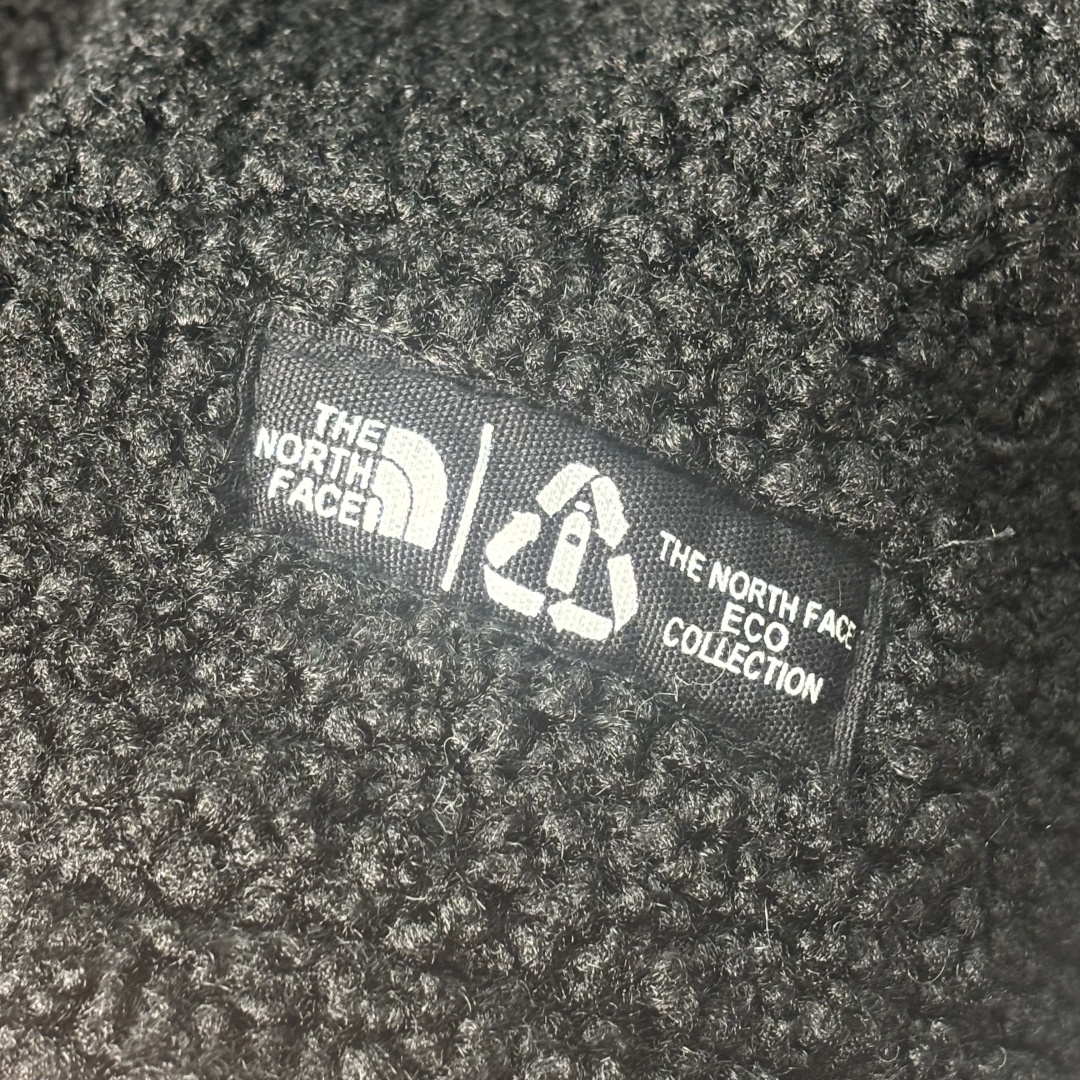 THE
NORTH
FACE
THE NORTH FACE
ECO
COLLECTION